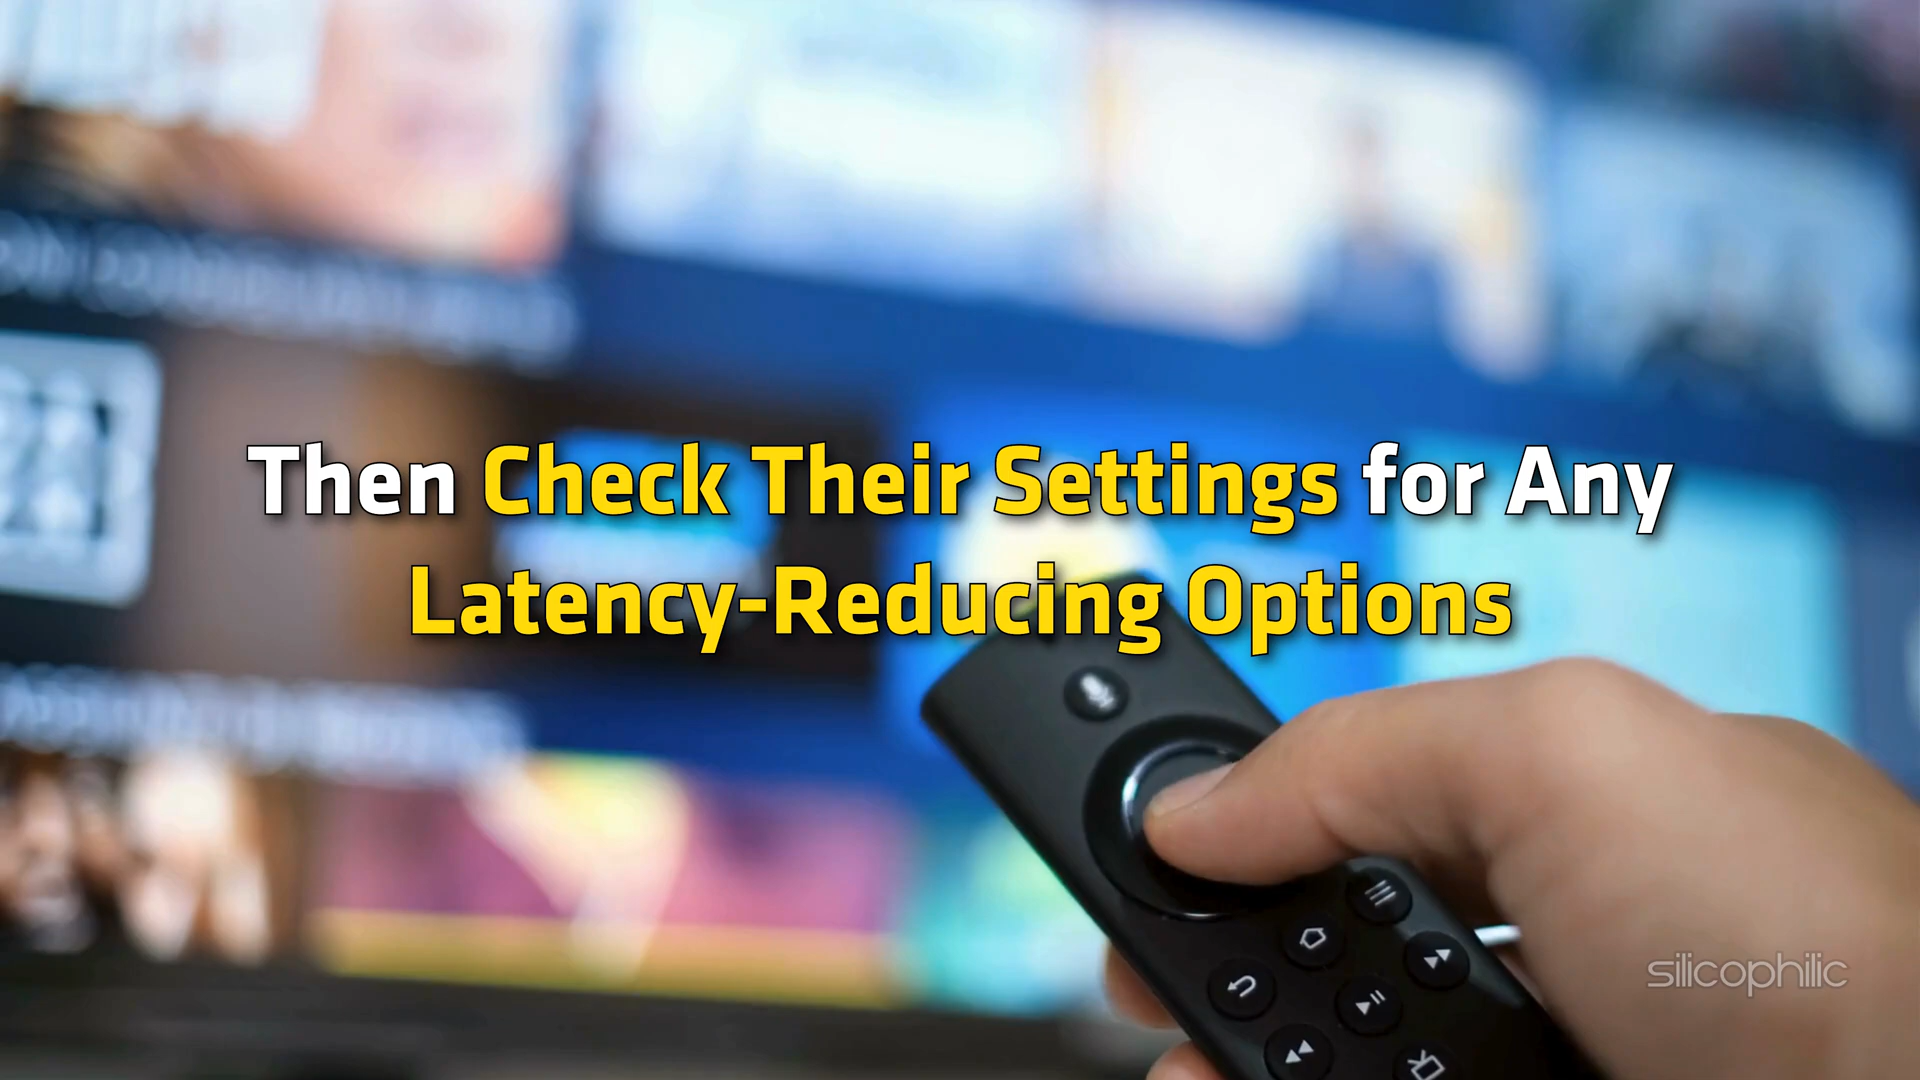 Then Check Their Settings for Any
Latency-Reducing Options
silicophilic